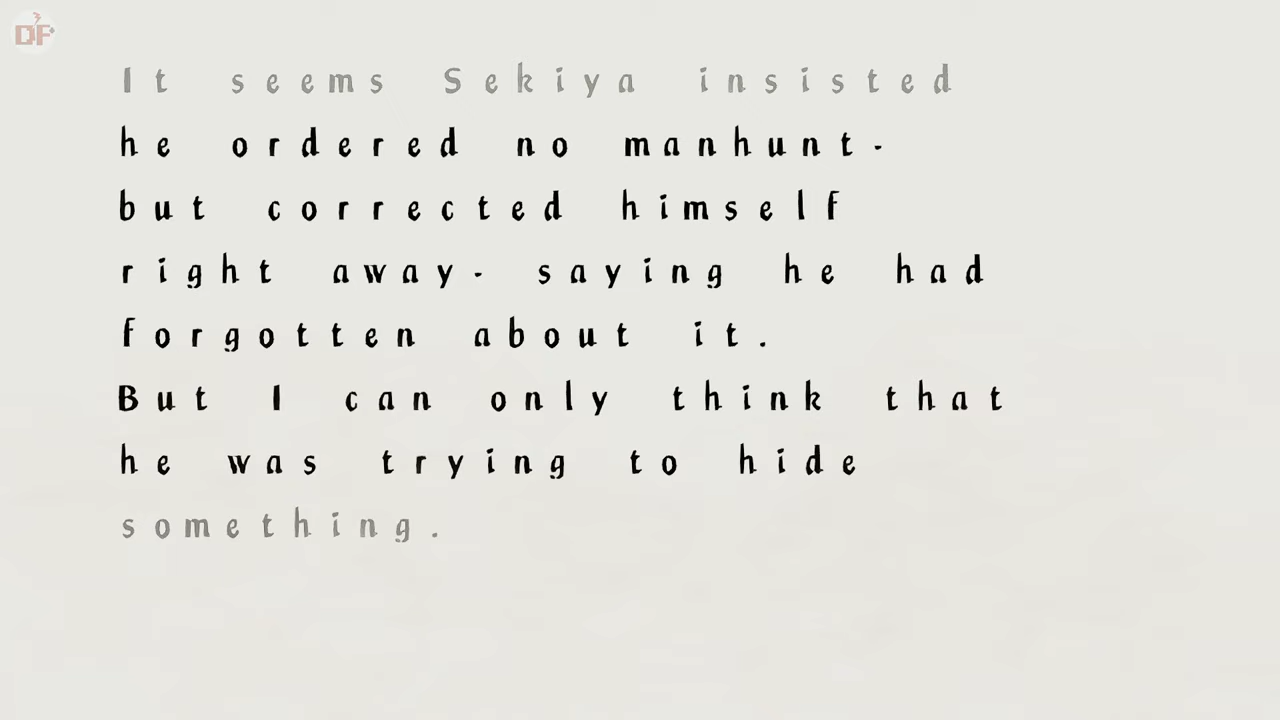 DF
It seems Sekiya insisted
he ordered no manhunt-
but corrected himself
right away- saying he had
forgotten about it.
But I can only think that
he was trying to hide
something.